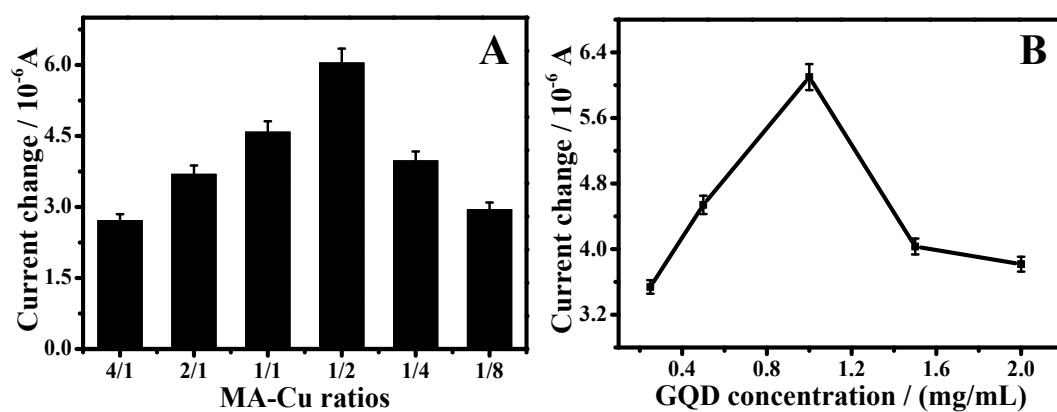 A
Current change / 10⁻⁶ A
6.0
4.5
3.0
1.5
0.0
4/1 2/1 1/1 1/2 1/4 1/8
MA-Cu ratios
B
Current change / 10⁻⁶ A
6.4
5.6
4.8
4.0
3.2
0.4 0.8 1.2 1.6 2.0
GQD concentration / (mg/mL)